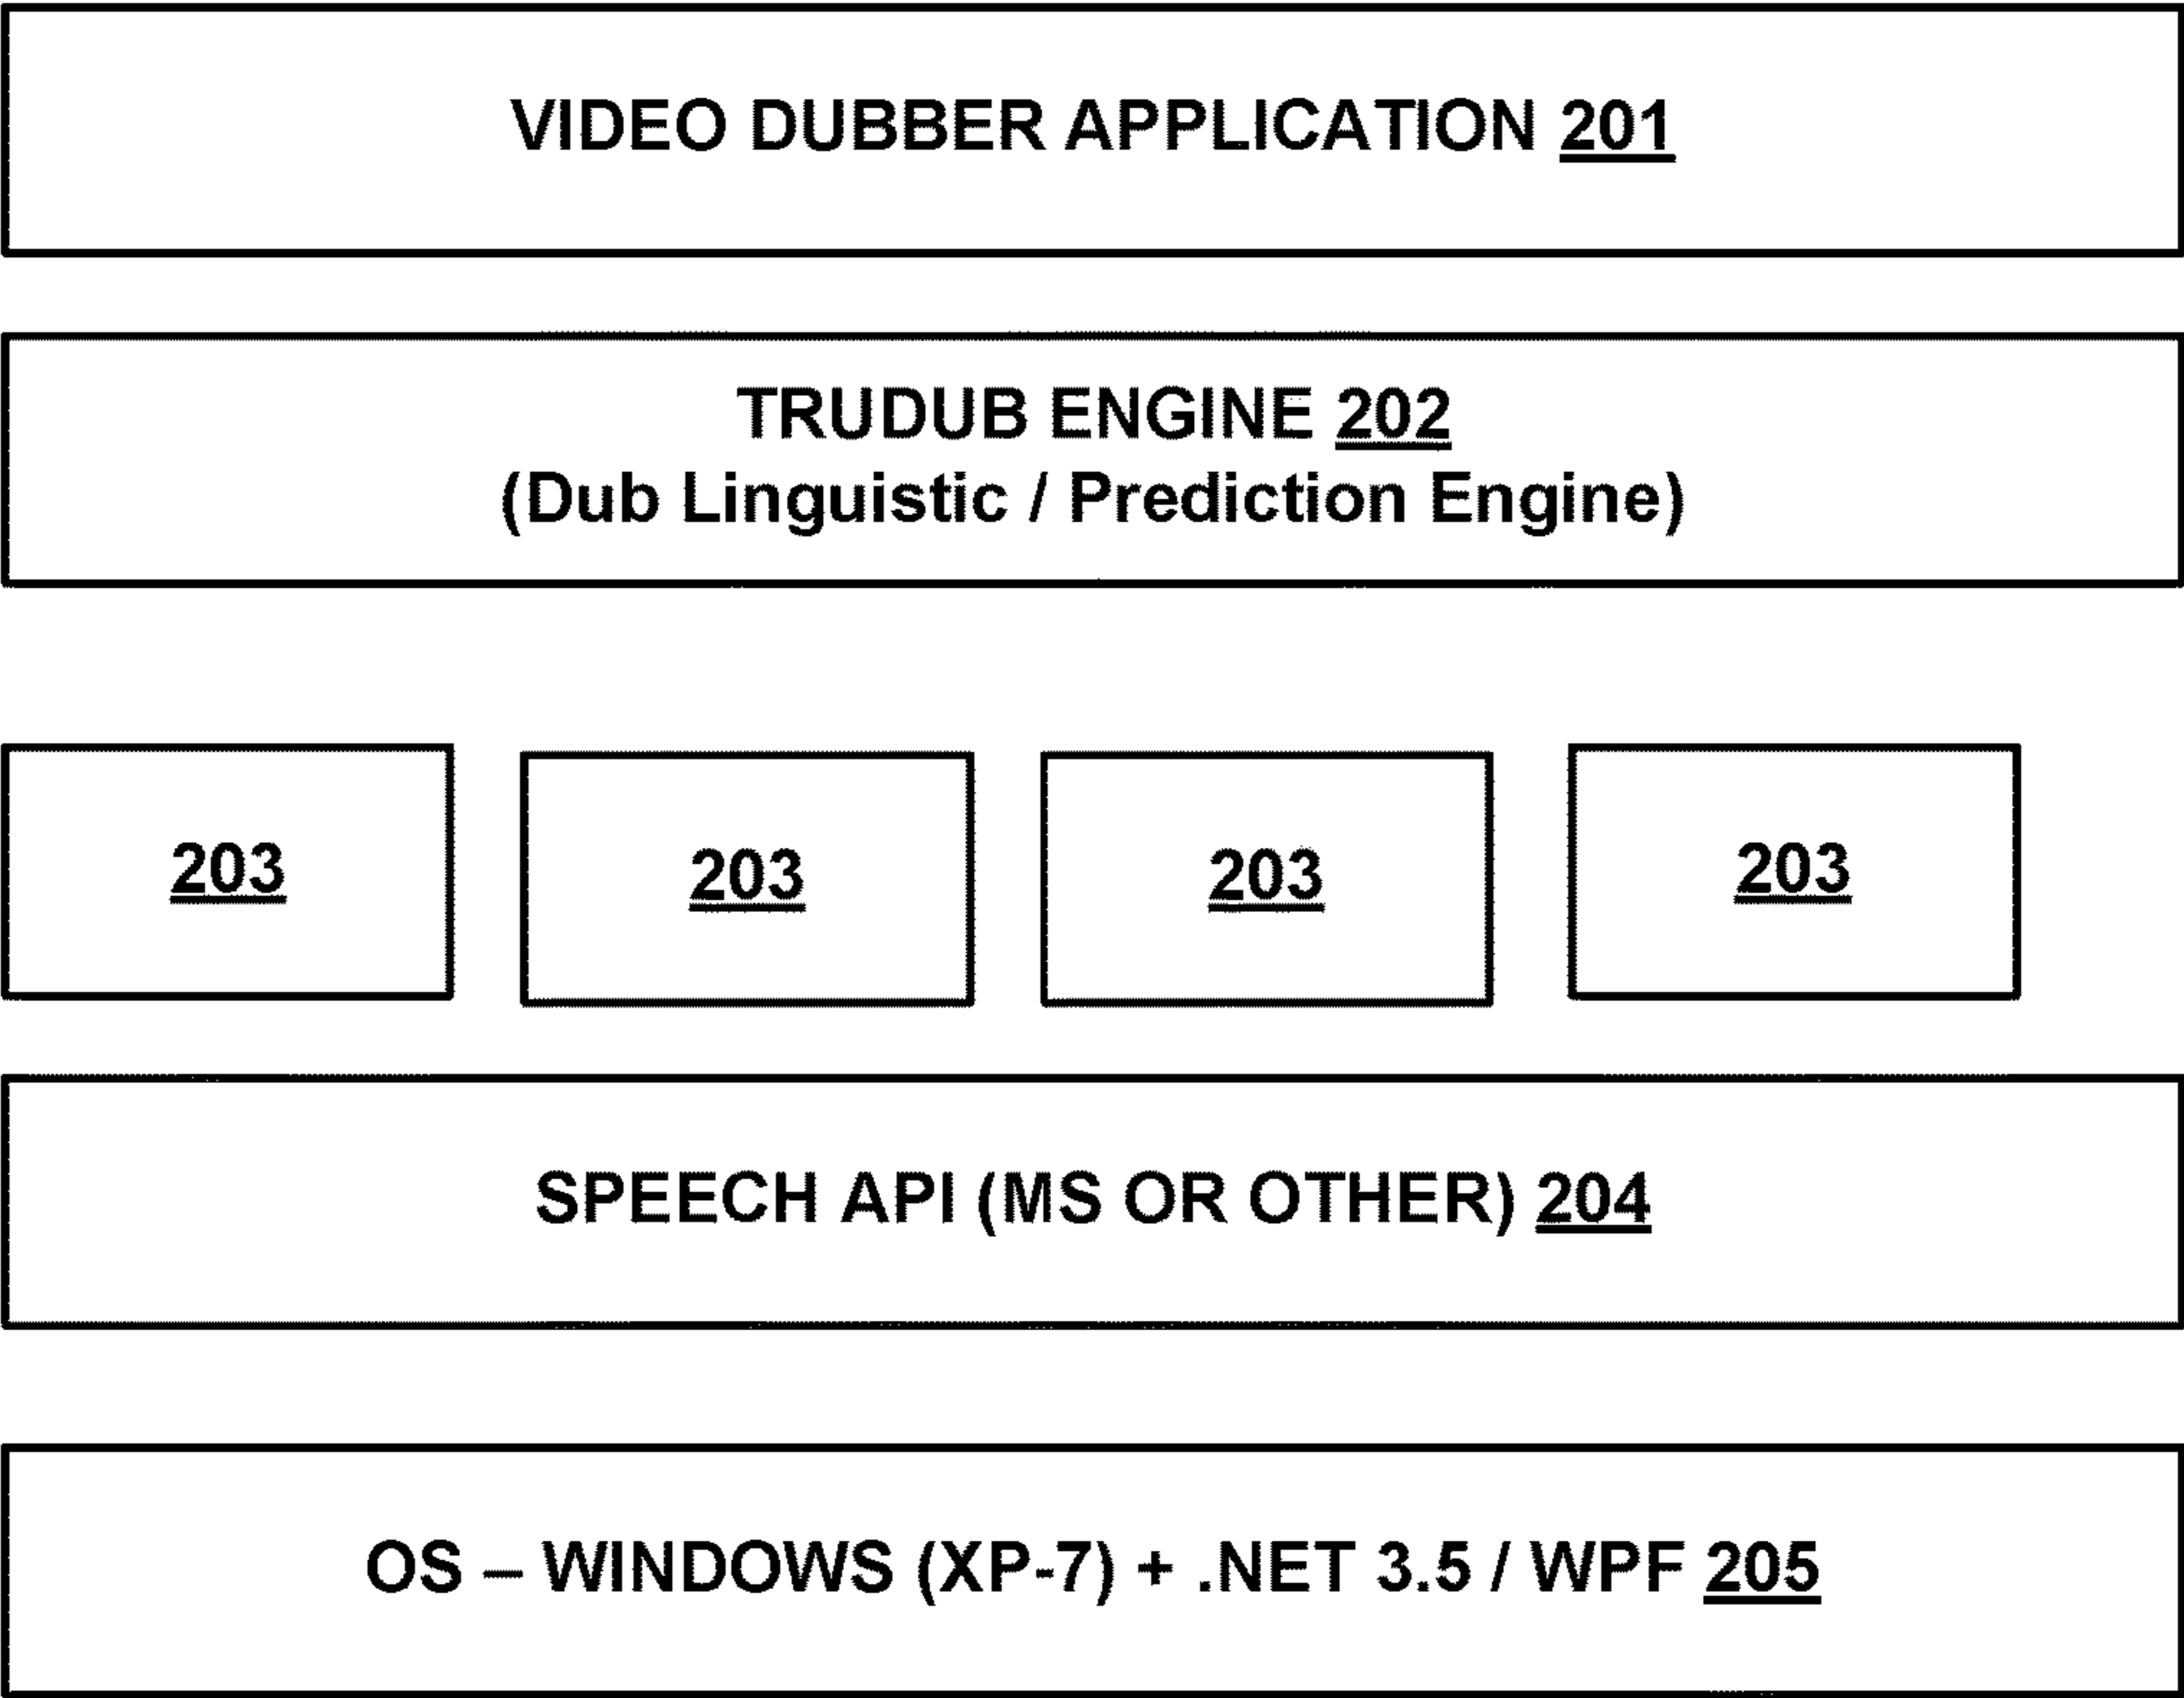 VIDEO DUBBER APPLICATION 201
TRUDUB ENGINE 202
(Dub Linguistic / Prediction Engine)
203 203 203 203
SPEECH API (MS OR OTHER) 204
OS – WINDOWS (XP-7) + .NET 3.5 / WPF 205